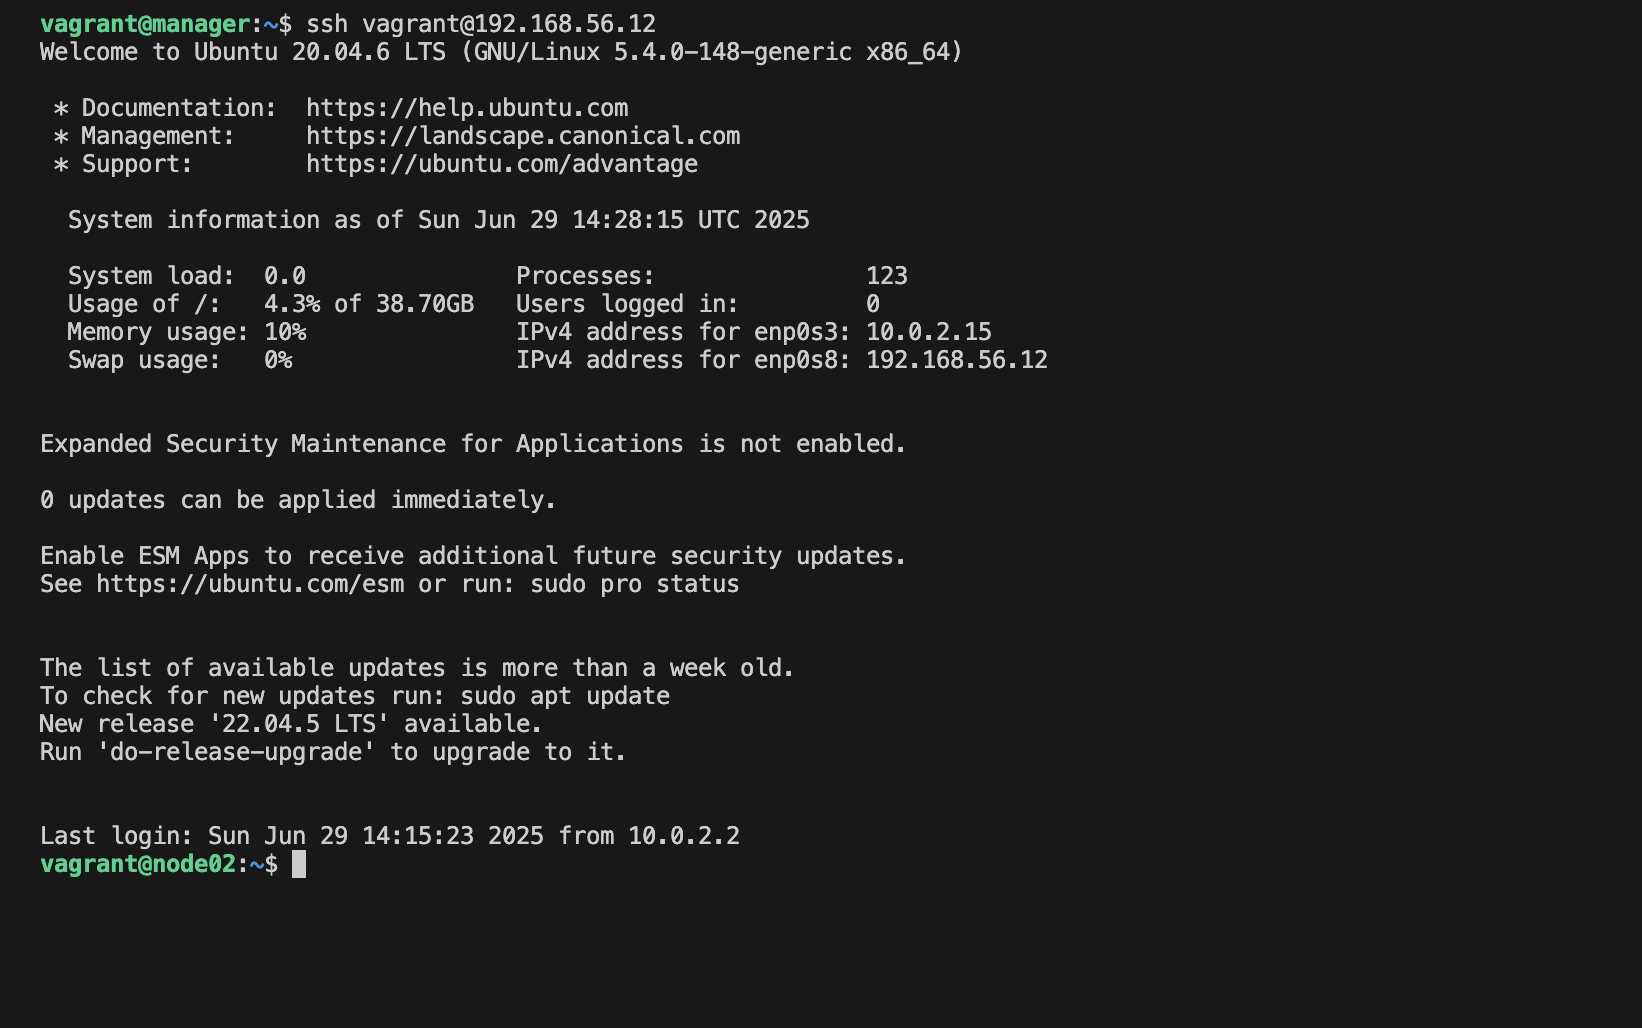 vagrant@manager:~$ ssh vagrant@192.168.56.12
Welcome to Ubuntu 20.04.6 LTS (GNU/Linux 5.4.0-148-generic x86_64)

 * Documentation:  https://help.ubuntu.com
 * Management:     https://landscape.canonical.com
 * Support:        https://ubuntu.com/advantage

  System information as of Sun Jun 29 14:28:15 UTC 2025

  System load:  0.0               Processes:               123
  Usage of /:   4.3% of 38.70GB   Users logged in:         0
  Memory usage: 10%               IPv4 address for enp0s3: 10.0.2.15
  Swap usage:   0%                IPv4 address for enp0s8: 192.168.56.12


Expanded Security Maintenance for Applications is not enabled.

0 updates can be applied immediately.

Enable ESM Apps to receive additional future security updates.
See https://ubuntu.com/esm or run: sudo pro status


The list of available updates is more than a week old.
To check for new updates run: sudo apt update
New release '22.04.5 LTS' available.
Run 'do-release-upgrade' to upgrade to it.


Last login: Sun Jun 29 14:15:23 2025 from 10.0.2.2
vagrant@node02:~$